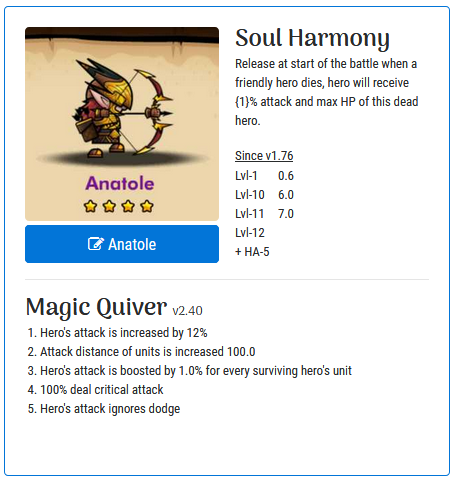 Soul Harmony
Release at start of the battle when a
friendly hero dies, hero will receive
{1}% attack and max HP of this dead
hero.
Since v1.76
Lvl-1 0.6
Lvl-10 6.0
Lvl-11 7.0
Lvl-12
+ HA-5
Anatole
Anatole
Magic Quiver v2.40
1. Hero's attack is increased by 12%
2. Attack distance of units is increased 100.0
3. Hero's attack is boosted by 1.0% for every surviving hero's unit
4. 100% deal critical attack
5. Hero's attack ignores dodge